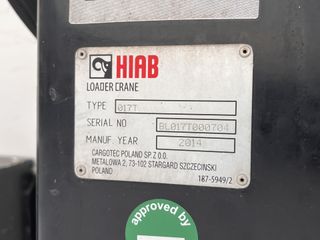 HIAB
LOADER CRANE
TYPE 017T
SERIAL NO BL017T000704
MANUF. YEAR 2014
CARGOTEC POLAND SP.Z O.O.
METALOWA 2, 73-102 STARGARD SZCZECINSKI
POLAND
187-5949/2
approved by